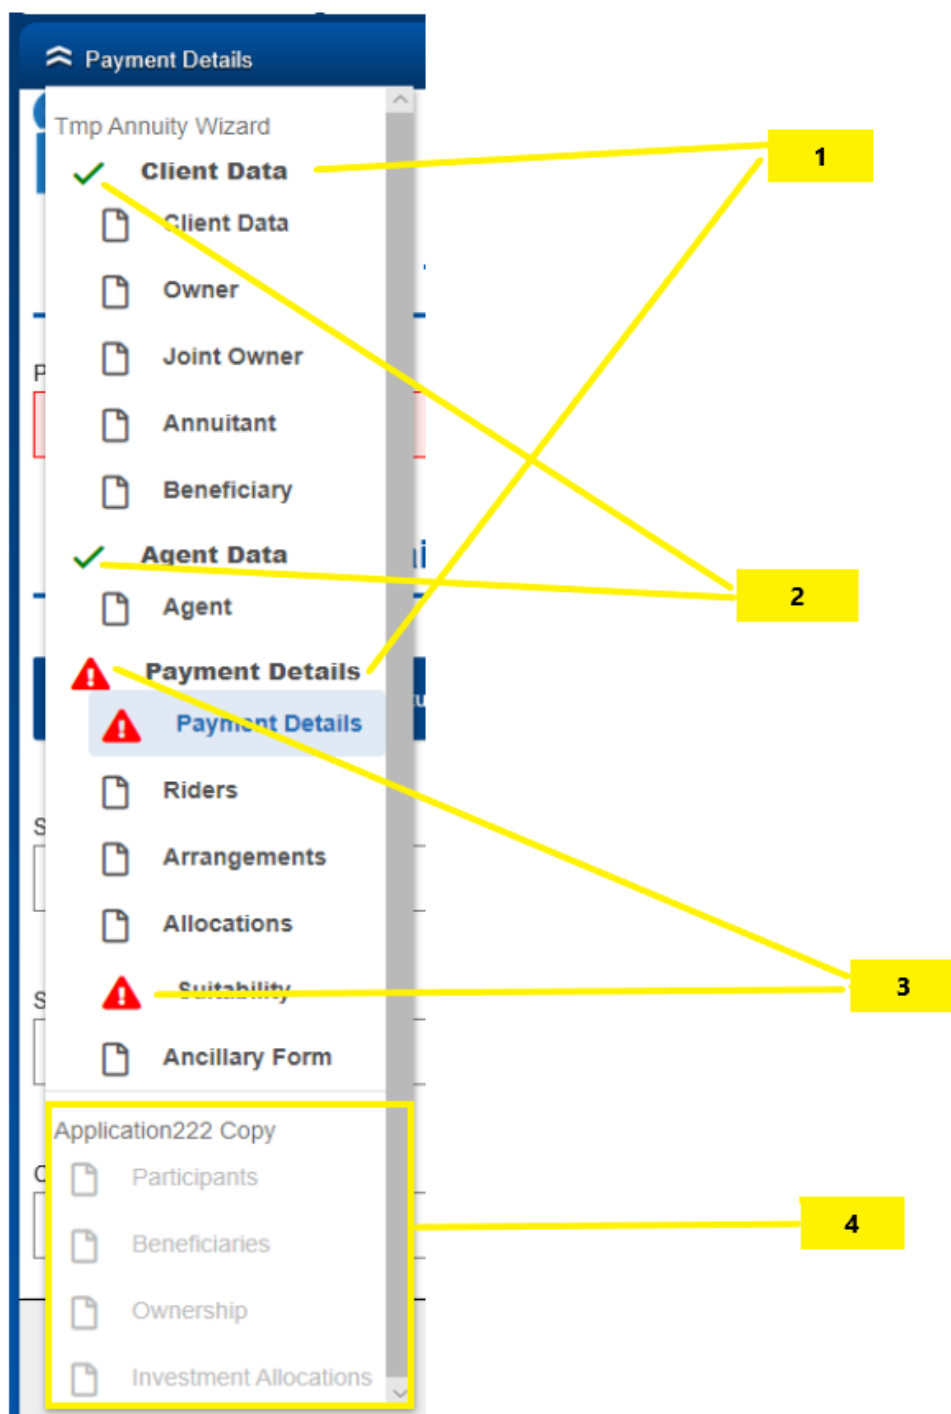 Payment Details
Tmp Annuity Wizard
Client Data
1
Client Data
Owner
Joint Owner
P
Annuitant
Beneficiary
Agent Data
2
Agent
Payment Details
Payment Details
Riders
S
Arrangements
Allocations
S
Suitability
3
Ancillary Form
Application222 Copy
C
Participants
4
Beneficiaries
Ownership
Investment Allocations